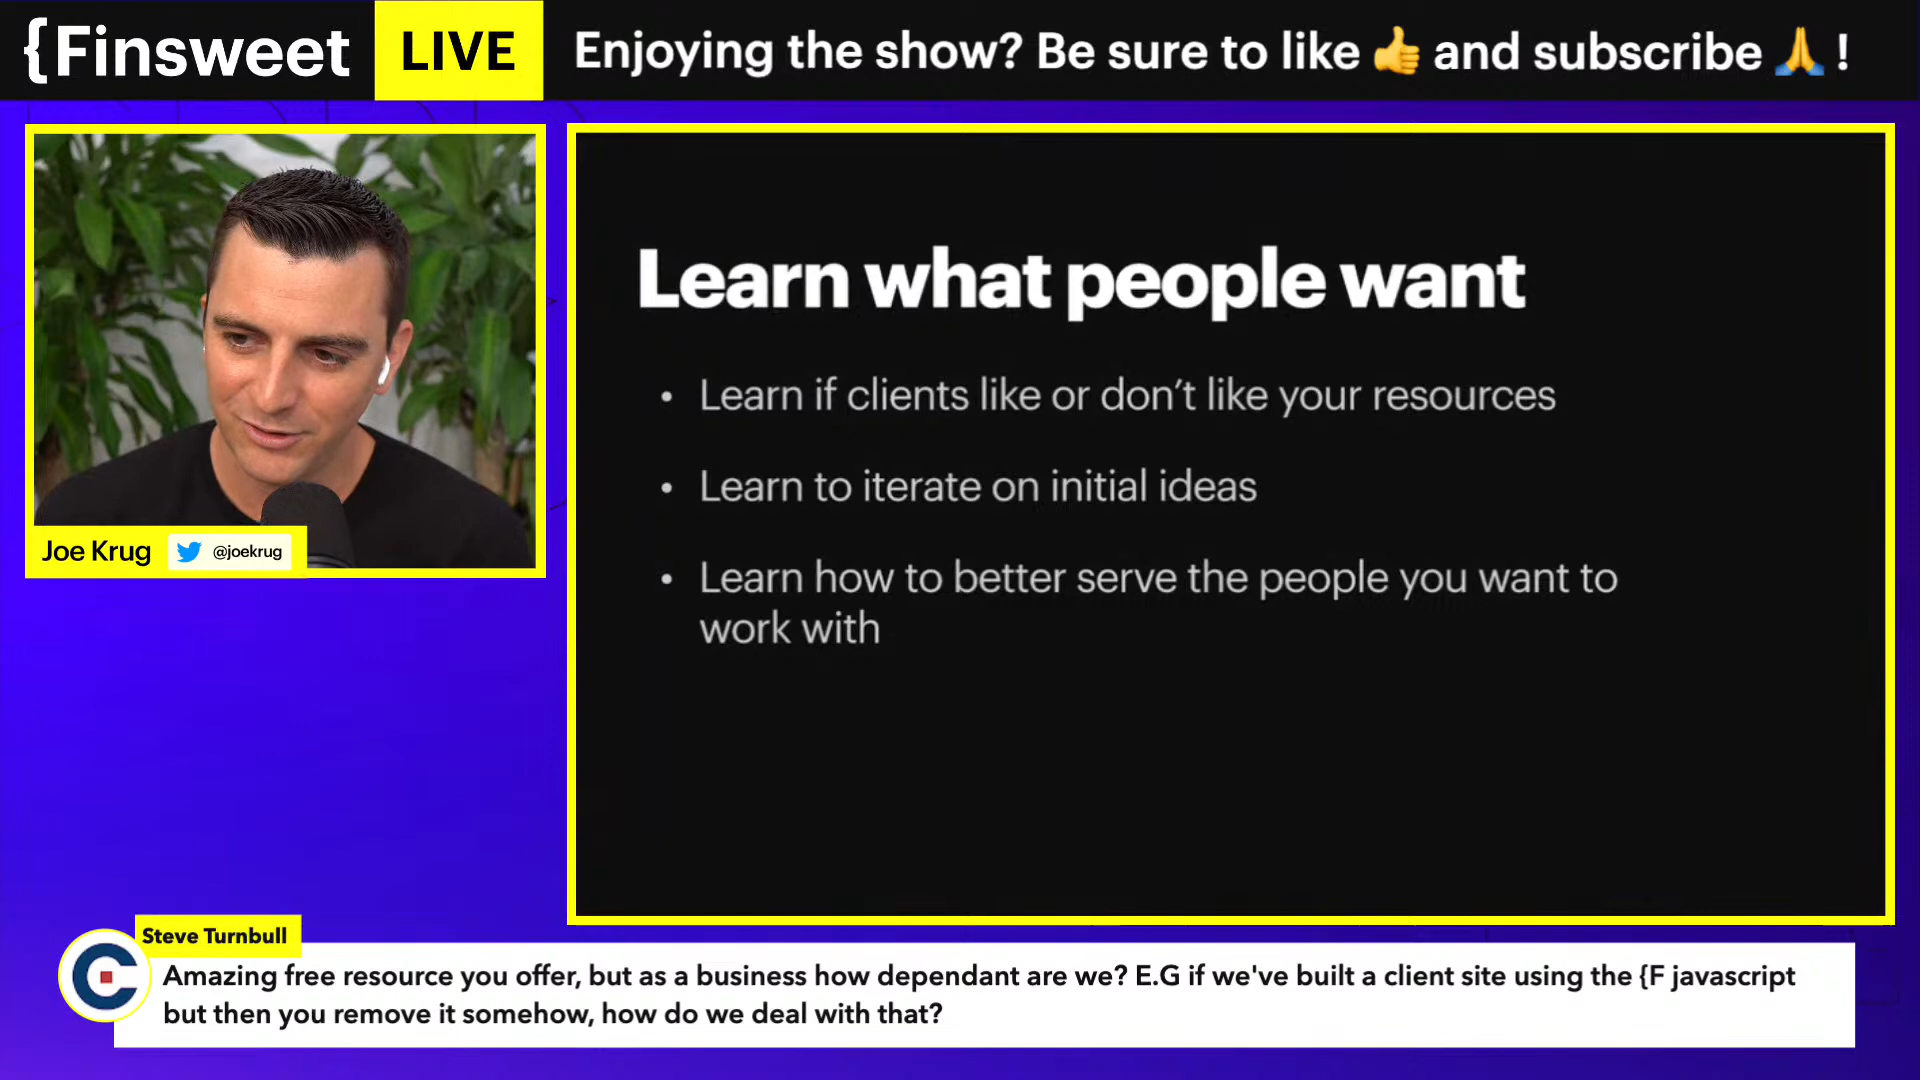 {Finsweet LIVE Enjoying the show? Be sure to like 👍 and subscribe 🙏 !
Joe Krug @joekrug
Learn what people want
• Learn if clients like or don’t like your resources
• Learn to iterate on initial ideas
• Learn how to better serve the people you want to
work with
Steve Turnbull
Amazing free resource you offer, but as a business how dependant are we? E.G if we've built a client site using the {F javascript
but then you remove it somehow, how do we deal with that?